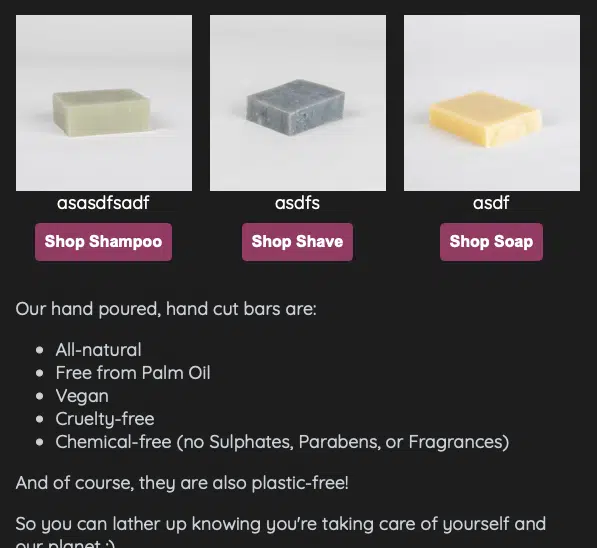 asasdfsadf asdfs asdf
Shop Shampoo Shop Shave Shop Soap
Our hand poured, hand cut bars are:
All-natural
Free from Palm Oil
Vegan
Cruelty-free
Chemical-free (no Sulphates, Parabens, or Fragrances)
And of course, they are also plastic-free!
So you can lather up knowing you're taking care of yourself and
our planet :)